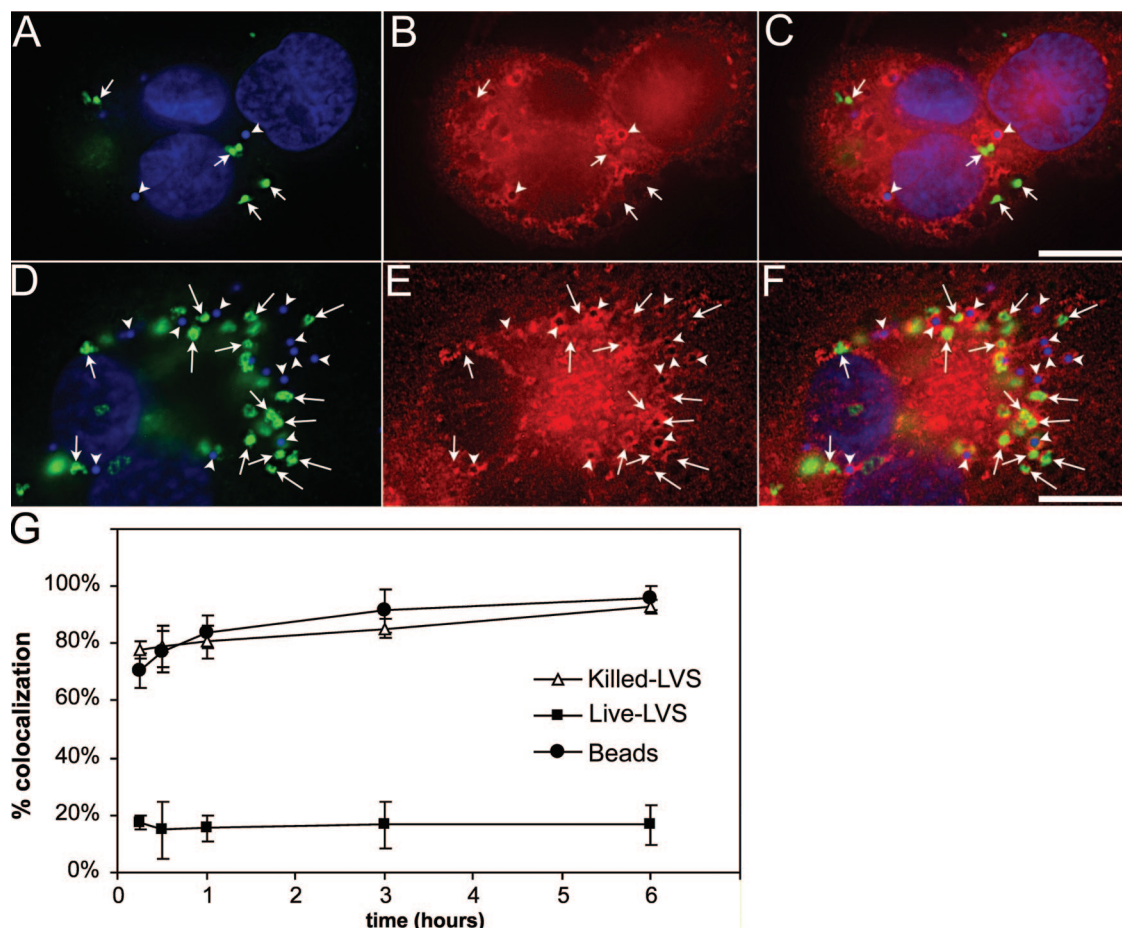 A
B
C
D
E
F
G
100%
80%
60%
40%
20%
0%
% colocalization
0
1
2
3
4
5
6
time (hours)
Killed-LVS
Live-LVS
Beads